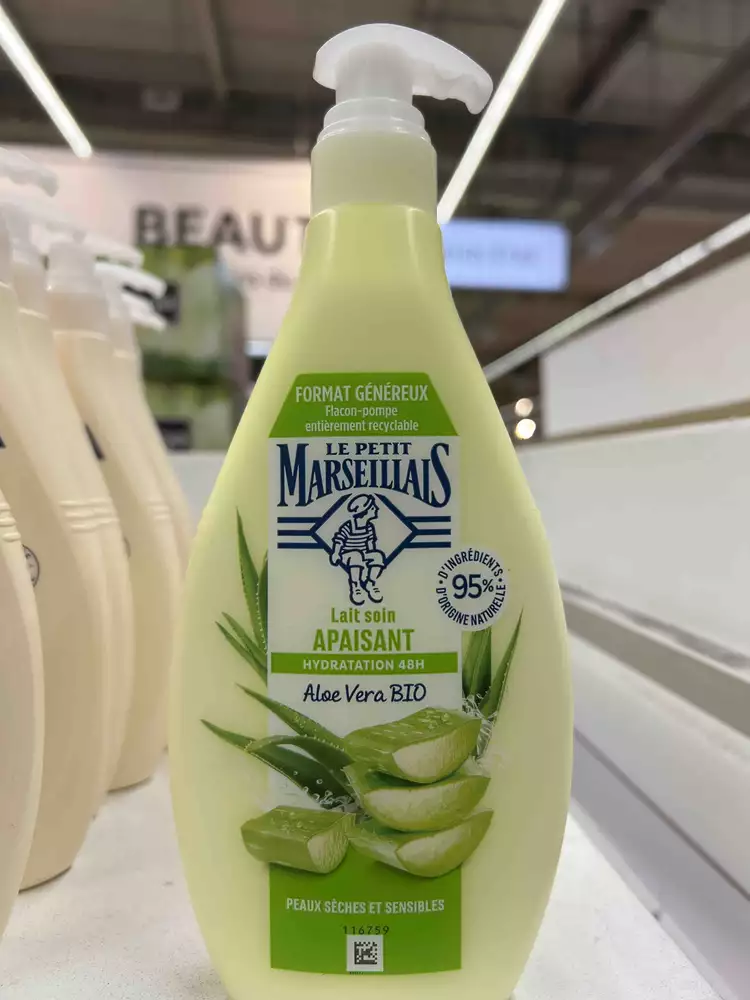 BEAUT
FORMAT GÉNÉREUX
Flacon-pompe
entièrement recyclable
LE PETIT
MARSEILLAIS
D'INGRÉDIENTS
95%
D'ORIGINE NATURELLE
Lait soin
APAISANT
HYDRATATION 48H
Aloe Vera BIO
PEAUX SÈCHES ET SENSIBLES
116759